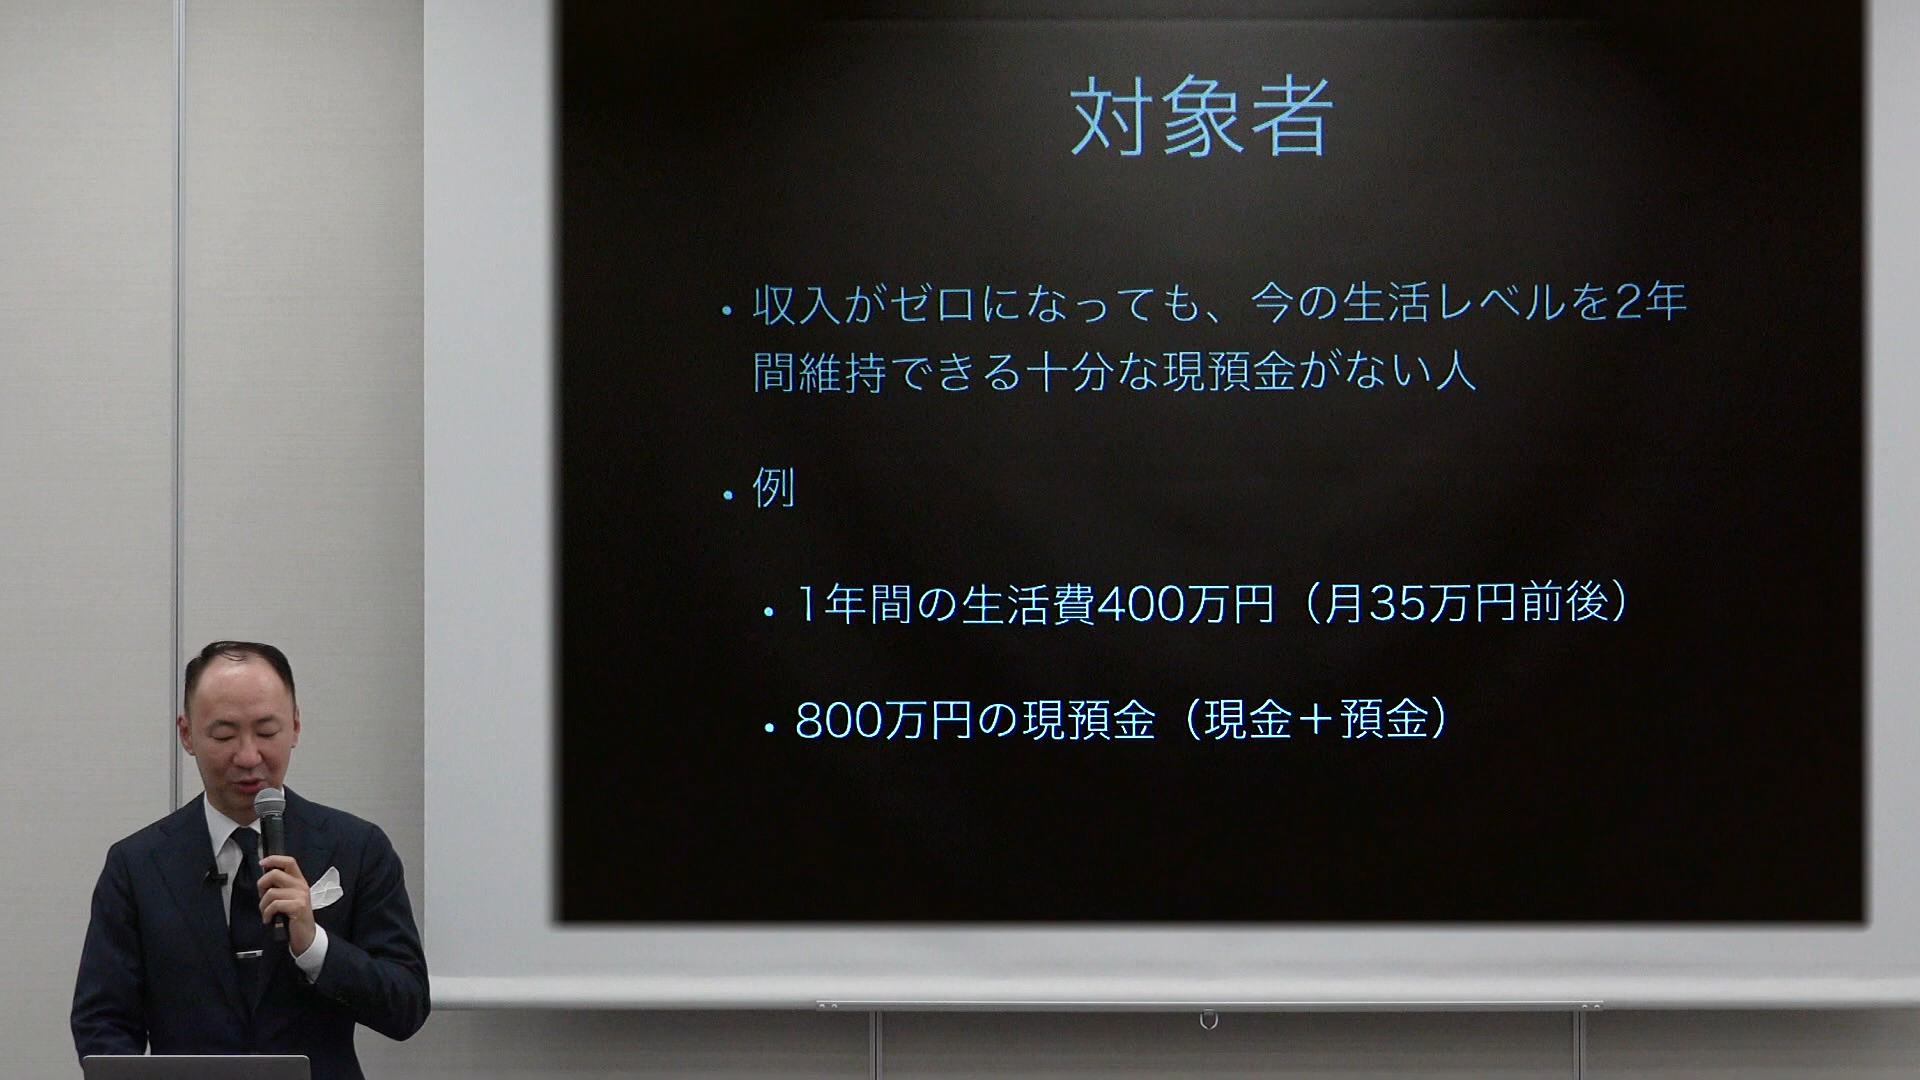 対象者
・収入がゼロになっても、今の生活レベルを2年
間維持できる十分な現預金がない人
・例
・1年間の生活費400万円（月35万円前後）
・800万円の現預金（現金＋預金）